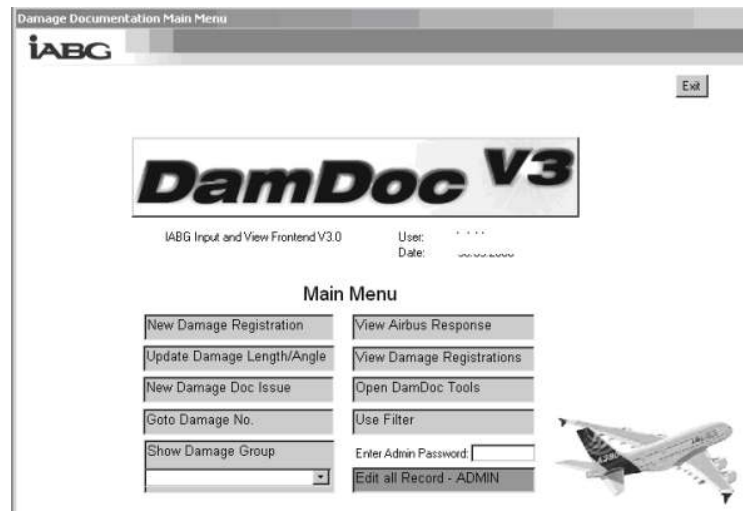 Damage Documentation Main Menu
iABG
Exit
DamDoc V3
IABG Input and View Frontend V3.0
User:
Date:
Main Menu
New Damage Registration
View Airbus Response
Update Damage Length/Angle
View Damage Registrations
New Damage Doc Issue
Open DamDoc Tools
Goto Damage No.
Use Filter
Show Damage Group
Enter Admin Password:
Edit all Record - ADMIN
A380